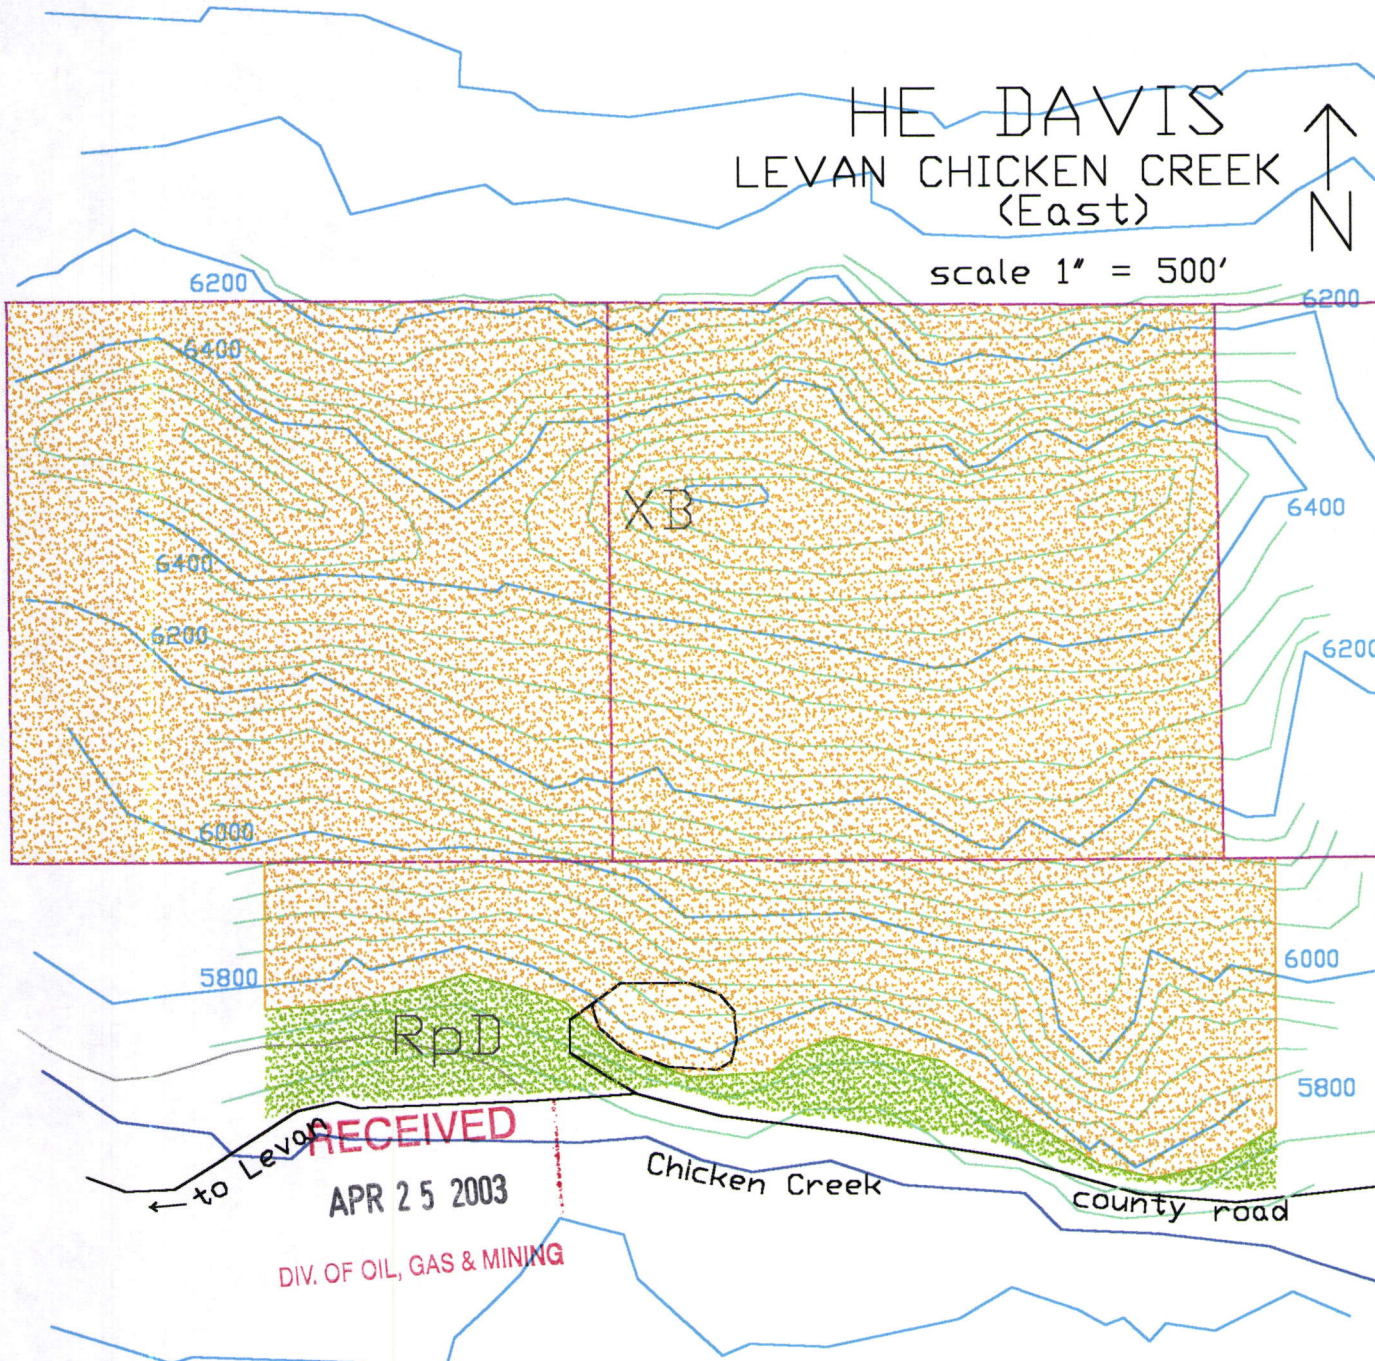 HE DAVIS
LEVAN CHICKEN CREEK
(East)
N
scale 1" = 500'
6200
6200
6400
XB
6400
6400
6200
6200
6000
6000
5800
RpD
5800
RECEIVED
← to Levan
Chicken Creek
APR 25 2003
county road
DIV. OF OIL, GAS & MINING